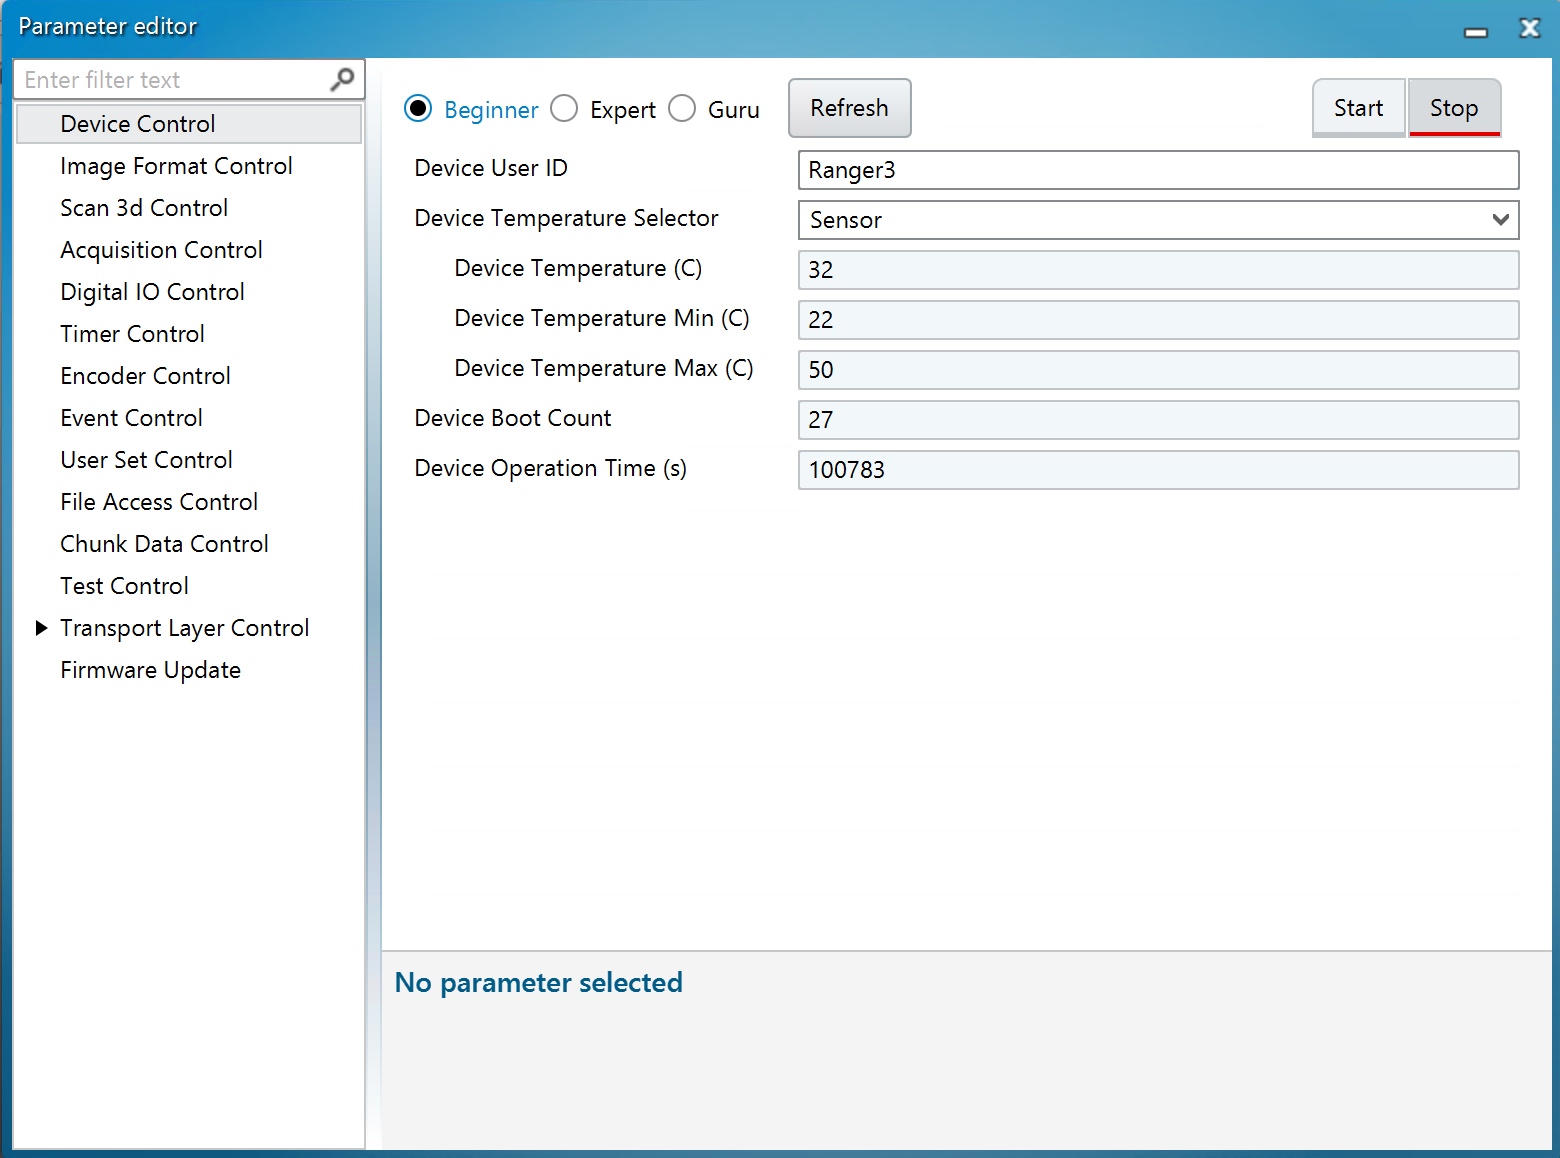 Parameter editor
Enter filter text
Device Control
Image Format Control
Scan 3d Control
Acquisition Control
Digital IO Control
Timer Control
Encoder Control
Event Control
User Set Control
File Access Control
Chunk Data Control
Test Control
Transport Layer Control
Firmware Update
Beginner Expert Guru Refresh Start Stop
Device User ID Ranger3
Device Temperature Selector Sensor
Device Temperature (C) 32
Device Temperature Min (C) 22
Device Temperature Max (C) 50
Device Boot Count 27
Device Operation Time (s) 100783
No parameter selected